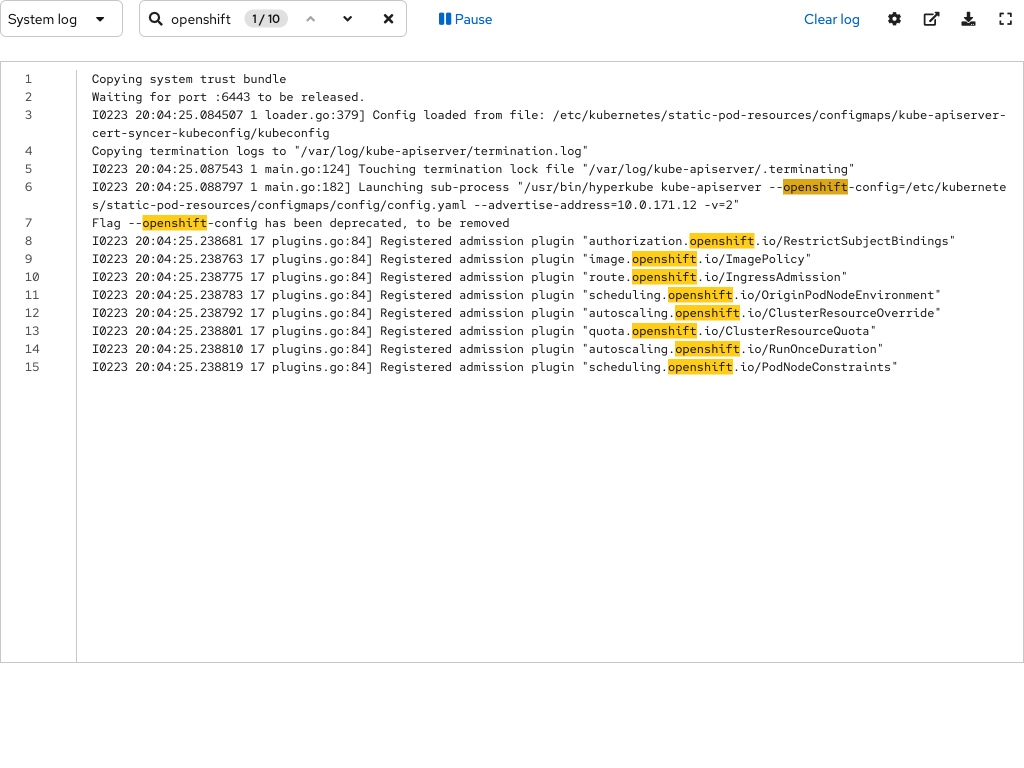 System log openshift 1 / 10 Pause Clear log
1 Copying system trust bundle
2 Waiting for port :6443 to be released.
3 I0223 20:04:25.084507 1 loader.go:379] Config loaded from file: /etc/kubernetes/static-pod-resources/configmaps/kube-apiserver-
cert-syncer-kubeconfig/kubeconfig
4 Copying termination logs to "/var/log/kube-apiserver/termination.log"
5 I0223 20:04:25.087543 1 main.go:124] Touching termination lock file "/var/log/kube-apiserver/.terminating"
6 I0223 20:04:25.088797 1 main.go:182] Launching sub-process "/usr/bin/hyperkube kube-apiserver --openshift-config=/etc/kubernete
s/static-pod-resources/configmaps/config/config.yaml --advertise-address=10.0.171.12 -v=2"
7 Flag --openshift-config has been deprecated, to be removed
8 I0223 20:04:25.238681 17 plugins.go:84] Registered admission plugin "authorization.openshift.io/RestrictSubjectBindings"
9 I0223 20:04:25.238763 17 plugins.go:84] Registered admission plugin "image.openshift.io/ImagePolicy"
10 I0223 20:04:25.238775 17 plugins.go:84] Registered admission plugin "route.openshift.io/IngressAdmission"
11 I0223 20:04:25.238783 17 plugins.go:84] Registered admission plugin "scheduling.openshift.io/OriginPodNodeEnvironment"
12 I0223 20:04:25.238792 17 plugins.go:84] Registered admission plugin "autoscaling.openshift.io/ClusterResourceOverride"
13 I0223 20:04:25.238801 17 plugins.go:84] Registered admission plugin "quota.openshift.io/ClusterResourceQuota"
14 I0223 20:04:25.238810 17 plugins.go:84] Registered admission plugin "autoscaling.openshift.io/RunOnceDuration"
15 I0223 20:04:25.238819 17 plugins.go:84] Registered admission plugin "scheduling.openshift.io/PodNodeConstraints"